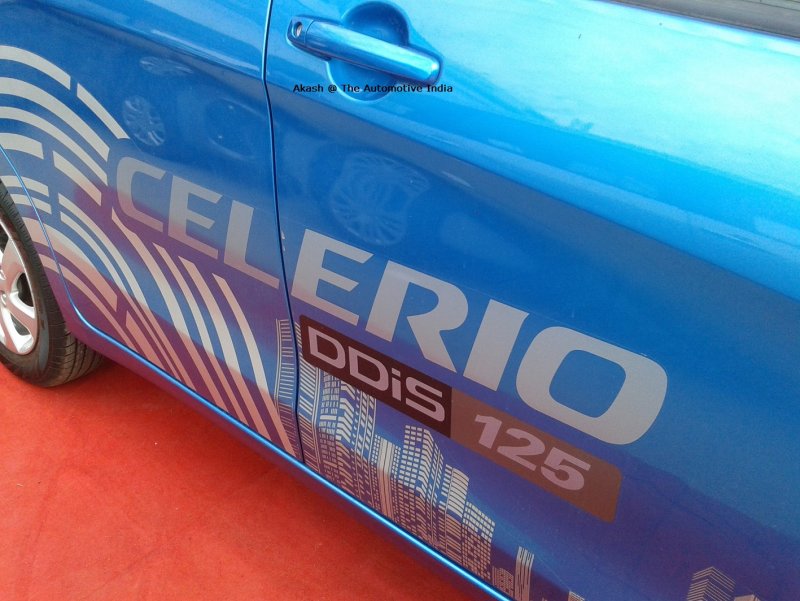 Akash @ The Automotive India
CELERIO
DDiS 125